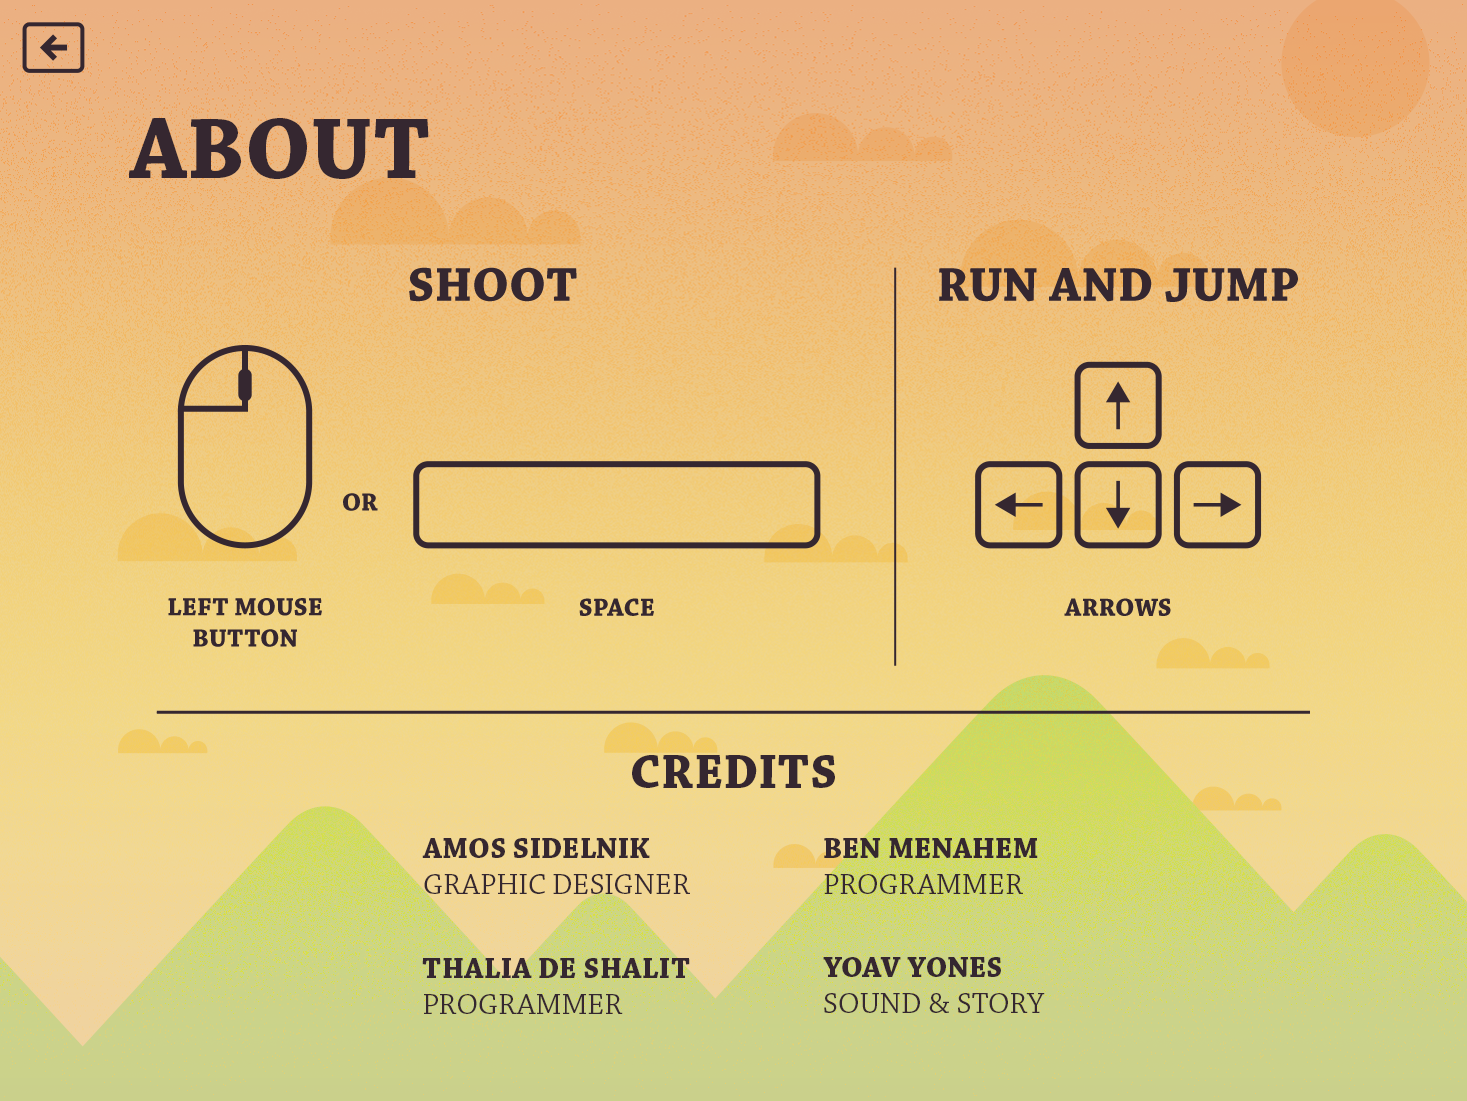 ABOUT
SHOOT
OR
LEFT MOUSE
BUTTON
SPACE
RUN AND JUMP
ARROWS
CREDITS
AMOS SIDELNIK
GRAPHIC DESIGNER
BEN MENAHEM
PROGRAMMER
THALIA DE SHALIT
PROGRAMMER
YOAV YONES
SOUND & STORY